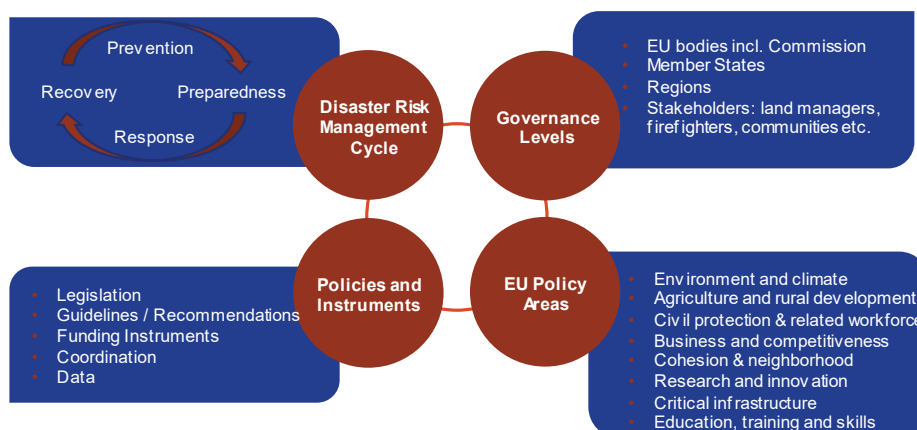 Prevention
Recovery
Preparedness
Response
Disaster Risk
Management
Cycle
Governance
Levels
• EU bodies incl. Commission
• Member States
• Regions
• Stakeholders: land managers,
firefighters, communities etc.
• Legislation
• Guidelines / Recommendations
• Funding Instruments
• Coordination
• Data
Policies and
Instruments
EU Policy
Areas
• Environment and climate
• Agriculture and rural development
• Civil protection & related workforce
• Business and competitiveness
• Cohesion & neighborhood
• Research and innovation
• Critical infrastructure
• Education, training and skills